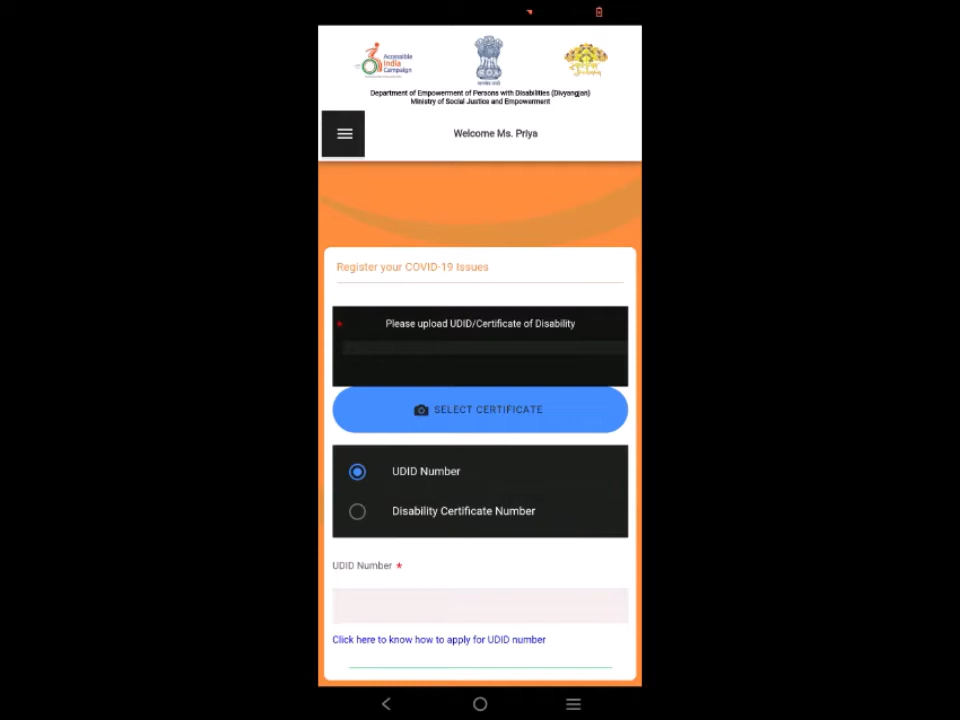 Accessible
India
Campaign
Department of Empowerment of Persons with Disabilities (Divyangjan)
Ministry of Social Justice and Empowerment
Welcome Ms. Priya
Register your COVID-19 Issues
* Please upload UDID/Certificate of Disability
SELECT CERTIFICATE
UDID Number
Disability Certificate Number
UDID Number *
Click here to know how to apply for UDID number